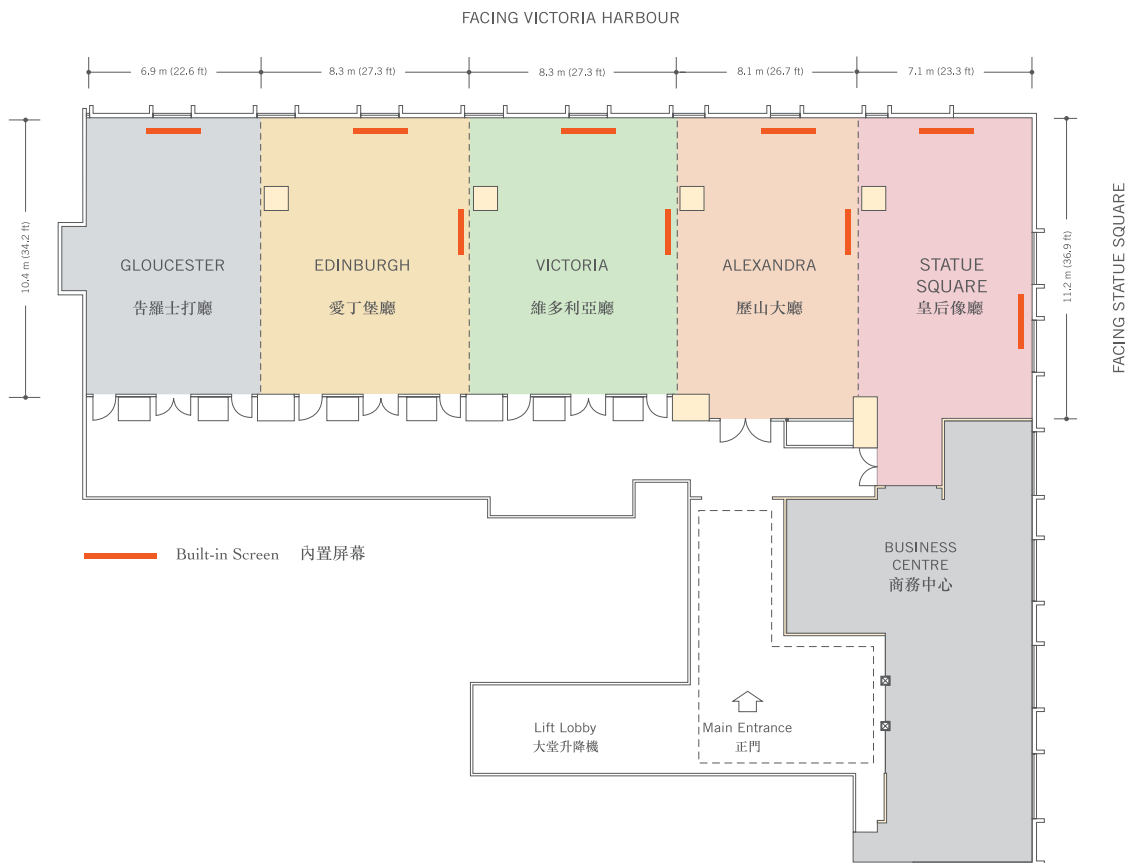 FACING VICTORIA HARBOUR
6.9 m (22.6 ft)
8.3 m (27.3 ft)
8.3 m (27.3 ft)
8.1 m (26.7 ft)
7.1 m (23.3 ft)
10.4 m (34.2 ft)
GLOUCESTER
告羅士打廳
EDINBURGH
愛丁堡廳
VICTORIA
維多利亞廳
ALEXANDRA
歷山大廳
STATUE
SQUARE
皇后像廳
11.2 m (36.9 ft)
FACING STATUE SQUARE
Built-in Screen 內置屏幕
BUSINESS
CENTRE
商務中心
Lift Lobby
大堂升降機
Main Entrance
正門